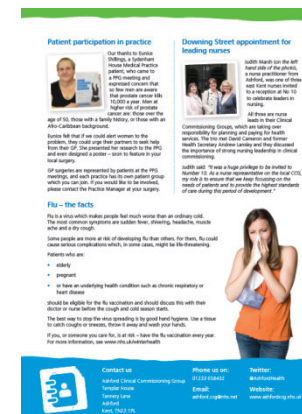 Patient participation in practice
Our thanks to Eunice
Shillings, a Sydenham
House Medical Practice
patient, who came to
a PPG meeting and
expressed concern that
so few men are aware
that prostate cancer kills
10,000 a year. Men at
higher risk of prostate
cancer are: those over the
age of 50, those with a family history, or those with an
Afro-Caribbean background.
Eunice felt that if we could alert women to the
problem, they could urge their partners to seek help
from their GP. She presented her research to the PPG
and even designed a poster – soon to feature in your
local surgery.
GP surgeries are represented by patients at the PPG
meetings, and each practice has its own patient group
which you can join. If you would like to be involved,
please contact the Practice Manager at your surgery.
Downing Street appointment for
leading nurses
Judith Marsh (on the left
hand side of the photo),
a nurse practitioner from
Ashford, was one of three
east Kent nurses invited
to a reception at No 10
to celebrate leaders in
nursing.
All three are nurse
leads in their Clinical
Commissioning Groups, which are taking over
responsibility for planning and paying for health
services. The trio met David Cameron and former
Health Secretary Andrew Lansley and they discussed
the importance of strong nursing leadership in clinical
commissioning.
Judith said: "It was a huge privilege to be invited to
Number 10. As a nurse representative on the local CCG,
my role is to ensure that we keep focussing on the
needs of patients and to provide the highest standards
of care during this period of development."
Flu – the facts
Flu is a virus which makes people feel much worse than an ordinary cold.
The most common symptoms are sudden fever, shivering, headache, muscle
ache and a dry cough.
Some people are more at risk of developing flu than others. For them, flu could
cause serious complications which, in some cases, might be life-threatening.
Patients who are:
• elderly
• pregnant
• or have an underlying health condition such as chronic respiratory or
heart disease
should be eligible for the flu vaccination and should discuss this with their
doctor or nurse before the cough and cold season starts.
The best way to stop the virus spreading is by good hand hygiene. Use a tissue
to catch coughs or sneezes, throw it away and wash your hands.
If you, or someone you care for, is at risk – have the flu vaccination every year.
For more information, see www.nhs.uk/winterhealth
Contact us
Ashford Clinical Commissioning Group
Templar House
Tannery Lane
Ashford
Kent, TN23 1PL
Phone us on:
Email:
ashford.ccg@nhs.net
Twitter:
@AshfordHealth
Website:
www.ashfordccg.nhs.uk